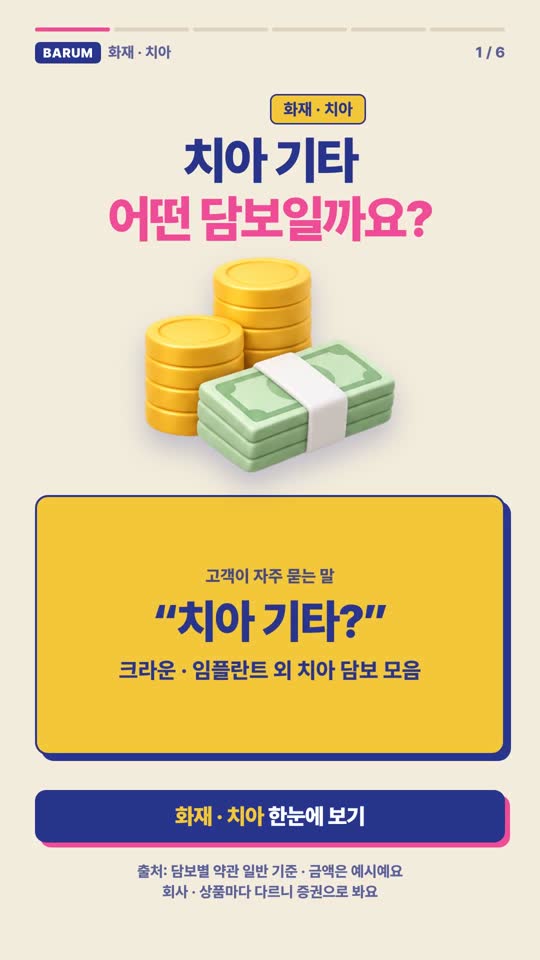 BARUM 화재 · 치아 1 / 6
화재 · 치아
치아 기타
어떤 담보일까요?
고객이 자주 묻는 말
“치아 기타?”
크라운 · 임플란트 외 치아 담보 모음
화재 · 치아 한눈에 보기
출처: 담보별 약관 일반 기준 · 금액은 예시예요
회사 · 상품마다 다르니 증권으로 봐요